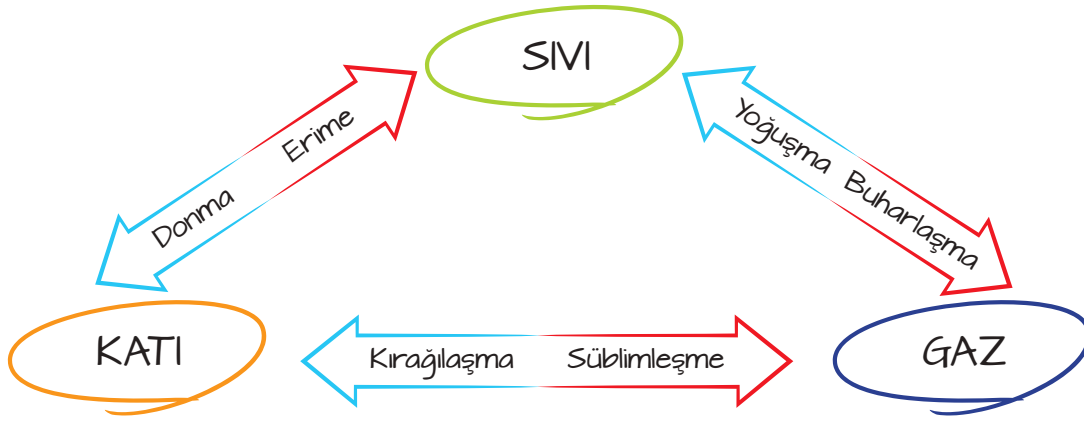 SIVI
Donma Erime
Yoğuşma Buharlaşma
KATI
Kırağılaşma Süblimleşme
GAZ